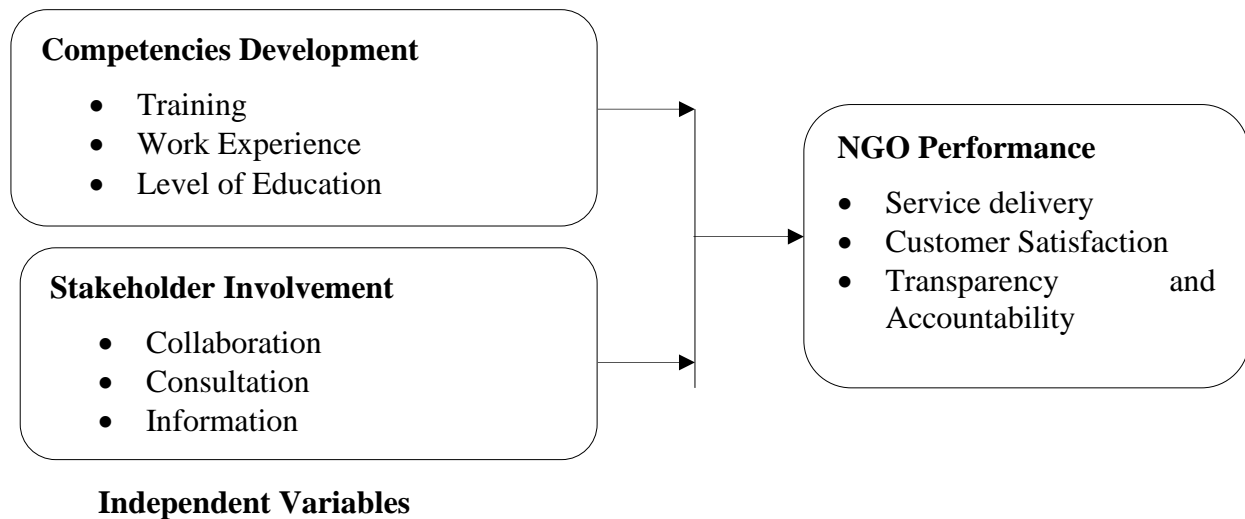 Competencies Development
• Training
• Work Experience
• Level of Education
Stakeholder Involvement
• Collaboration
• Consultation
• Information
Independent Variables
NGO Performance
• Service delivery
• Customer Satisfaction
• Transparency and
Accountability